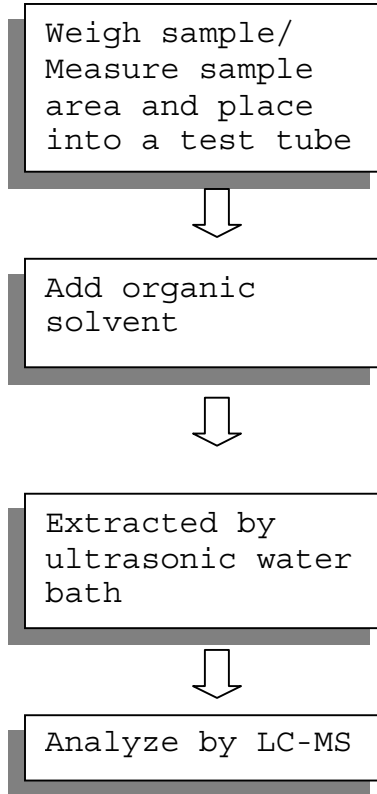 Weigh sample/
Measure sample
area and place
into a test tube
Add organic
solvent
Extracted by
ultrasonic water
bath
Analyze by LC-MS